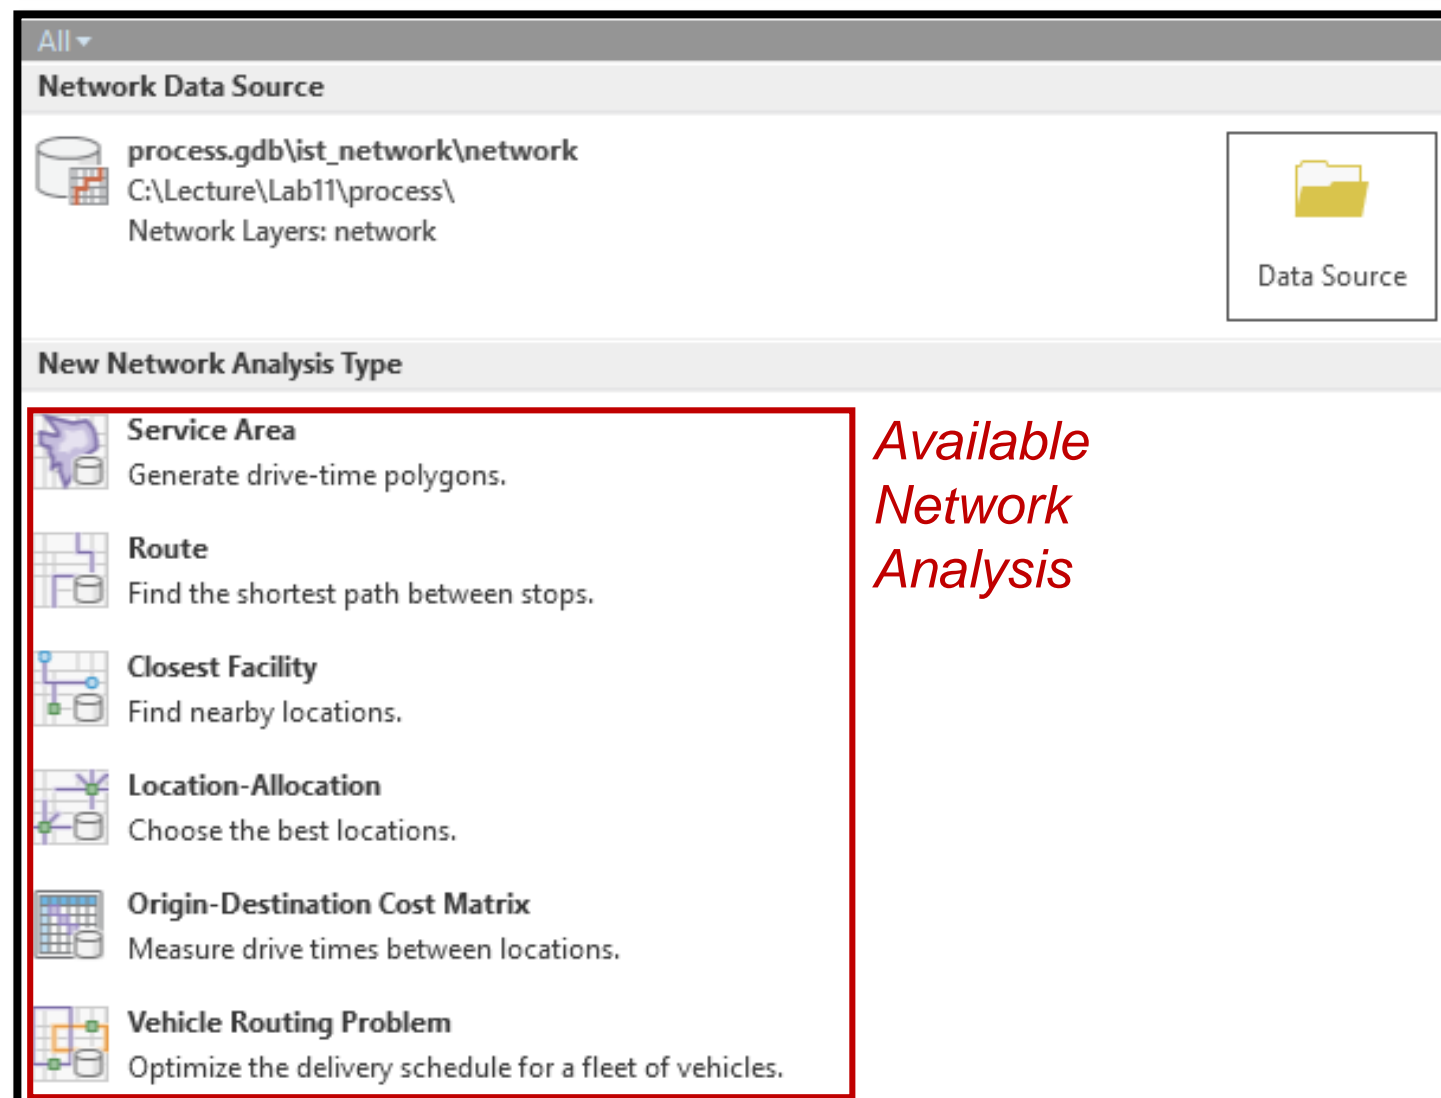 All
Network Data Source
process.gdb\ist_network\network
C:\Lecture\Lab11\process\
Network Layers: network
Data Source
New Network Analysis Type
Service Area
Generate drive-time polygons.
Route
Find the shortest path between stops.
Closest Facility
Find nearby locations.
Location-Allocation
Choose the best locations.
Origin-Destination Cost Matrix
Measure drive times between locations.
Vehicle Routing Problem
Optimize the delivery schedule for a fleet of vehicles.
Available
Network
Analysis